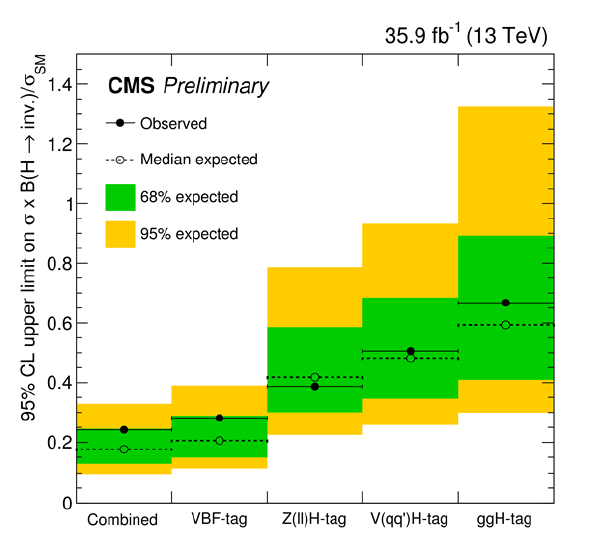 35.9 fb⁻¹ (13 TeV)
95% CL upper limit on σ x B(H → inv.)/σ_SM
CMS Preliminary
Observed
Median expected
68% expected
95% expected
1.4
1.2
1
0.8
0.6
0.4
0.2
0
Combined VBF-tag Z(ll)H-tag V(qq')H-tag ggH-tag